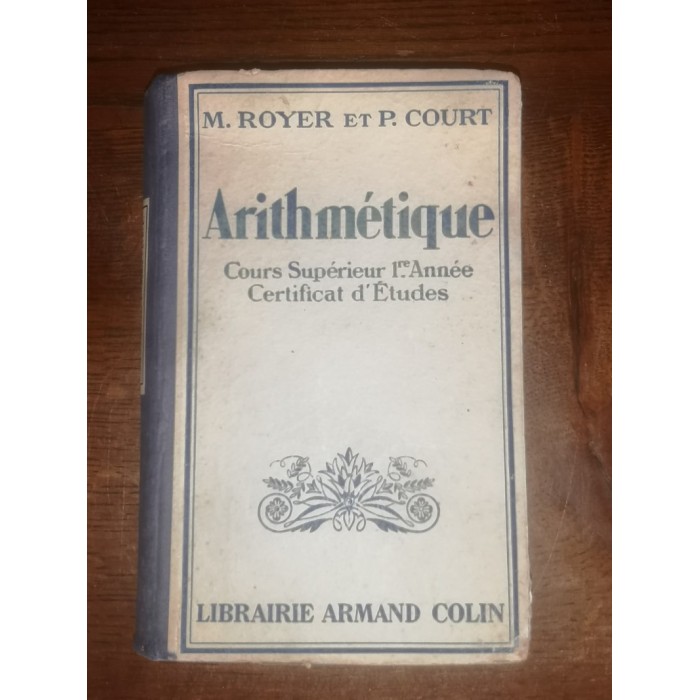 M. ROYER ET P. COURT
Arithmétique
Cours Supérieur 1re Année
Certificat d'Études
LIBRAIRIE ARMAND COLIN